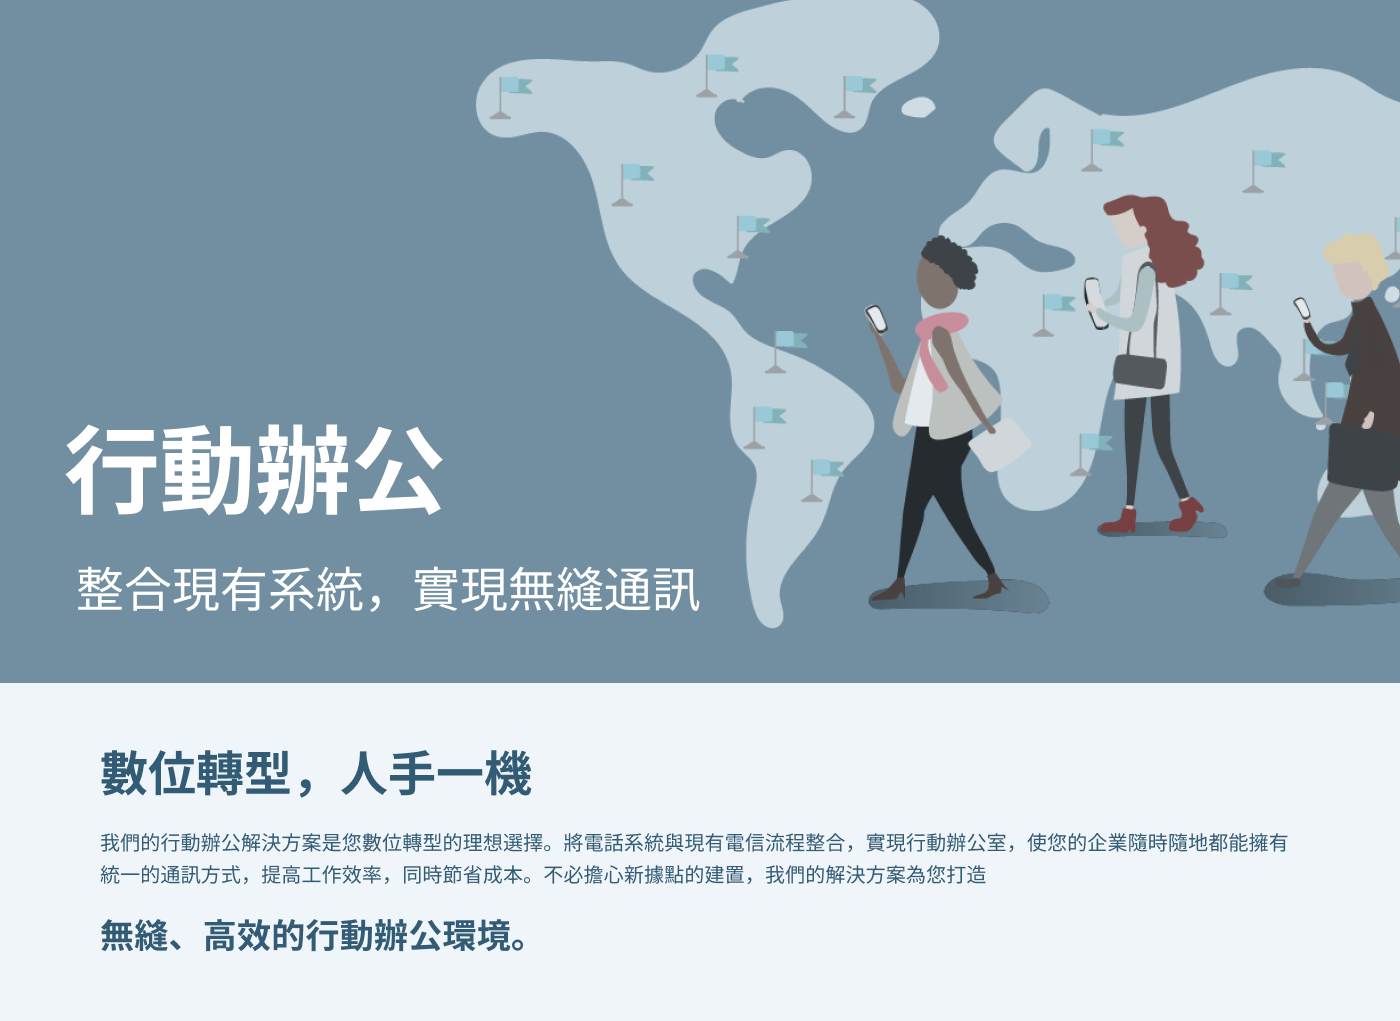 行動辦公
整合現有系統，實現無縫通訊
數位轉型，人手一機
我們的行動辦公解決方案是您數位轉型的理想選擇。將電話系統與現有電信流程整合，實現行動辦公室，使您的企業隨時隨地都能擁有
統一的通訊方式，提高工作效率，同時節省成本。不必擔心新據點的建置，我們的解決方案為您打造
無縫、高效的行動辦公環境。